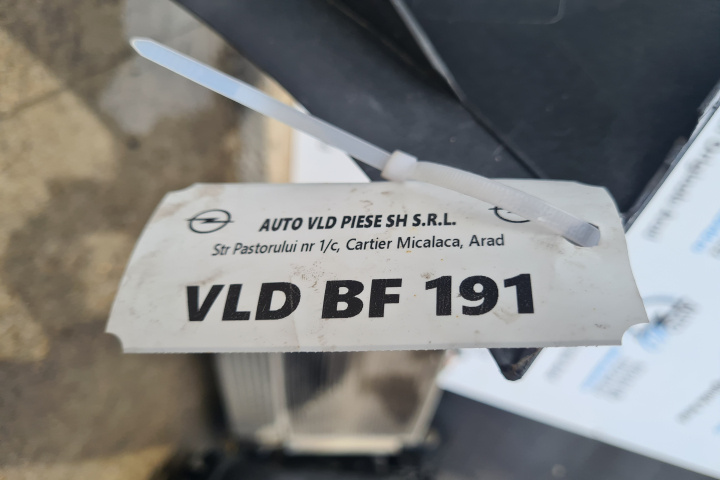 AUTO VLD PIESE SH S.R.L.
Str Pastorului nr 1/c, Cartier Micalaca, Arad
VLD BF 191